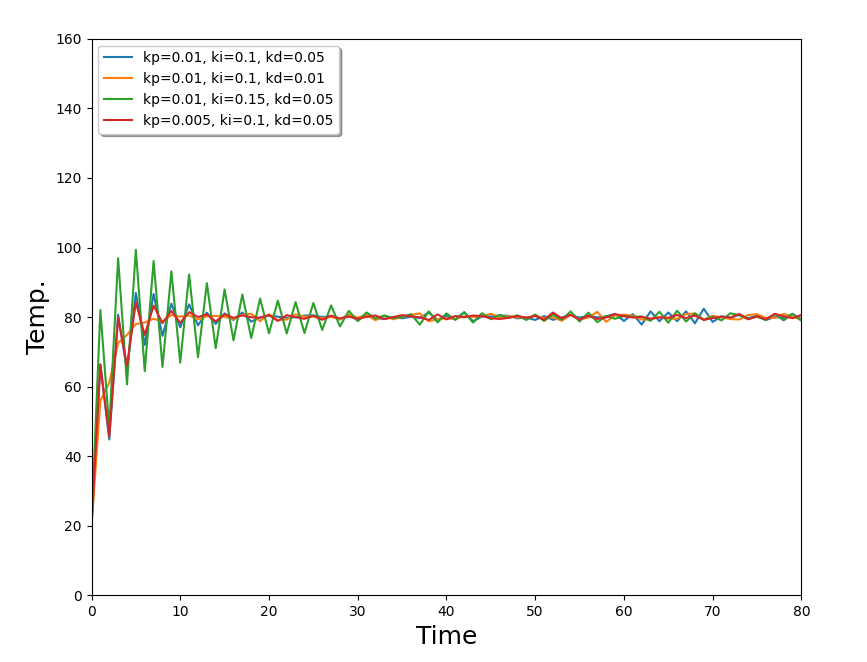 160
140
120
100
80
60
40
20
0
Temp.
kp=0.01, ki=0.1, kd=0.05
kp=0.01, ki=0.1, kd=0.01
kp=0.01, ki=0.15, kd=0.05
kp=0.005, ki=0.1, kd=0.05
0 10 20 30 40 50 60 70 80
Time